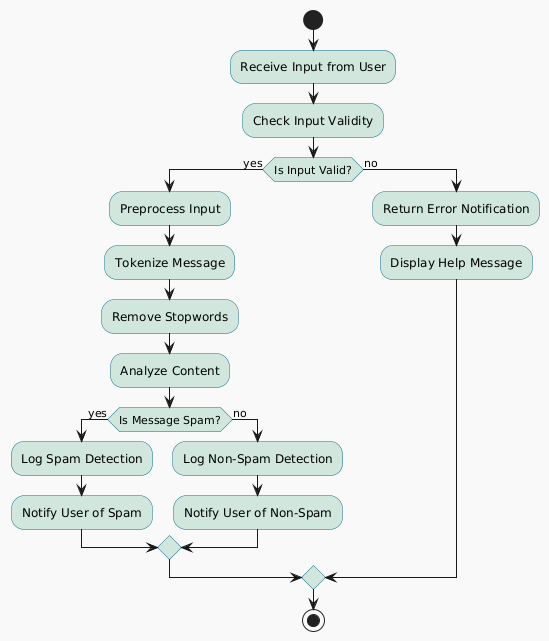 Receive Input from User
Check Input Validity
yes
Is Input Valid?
no
Preprocess Input
Return Error Notification
Tokenize Message
Display Help Message
Remove Stopwords
Analyze Content
yes
Is Message Spam?
no
Log Spam Detection
Log Non-Spam Detection
Notify User of Spam
Notify User of Non-Spam